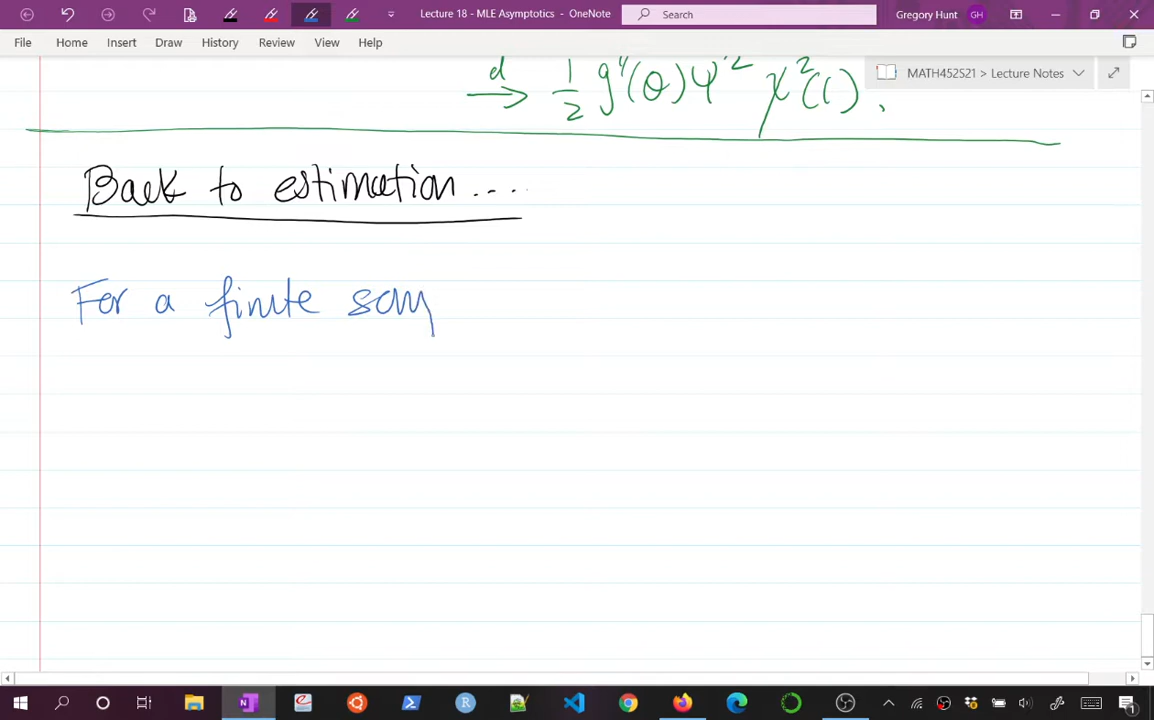 Lecture 18 - MLE Asymptotics - OneNote
Search
Gregory Hunt GH
File Home Insert Draw History Review View Help
MATH452S21 > Lecture Notes
d → 1/2 g''(θ)ψ² χ²(1).
Back to estimation....
For a finite samp